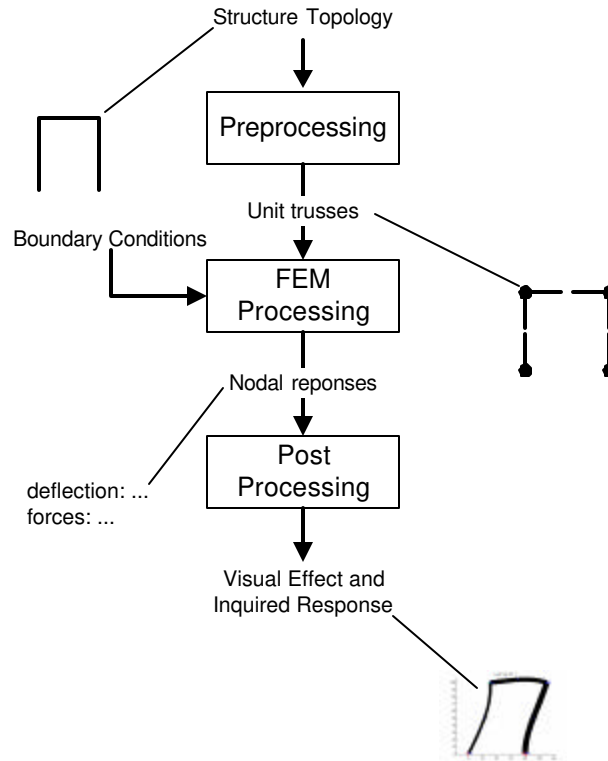 Structure Topology
Preprocessing
Unit trusses
Boundary Conditions
FEM
Processing
Nodal reponses
Post
Processing
deflection: ...
forces: ...
Visual Effect and
Inquired Response